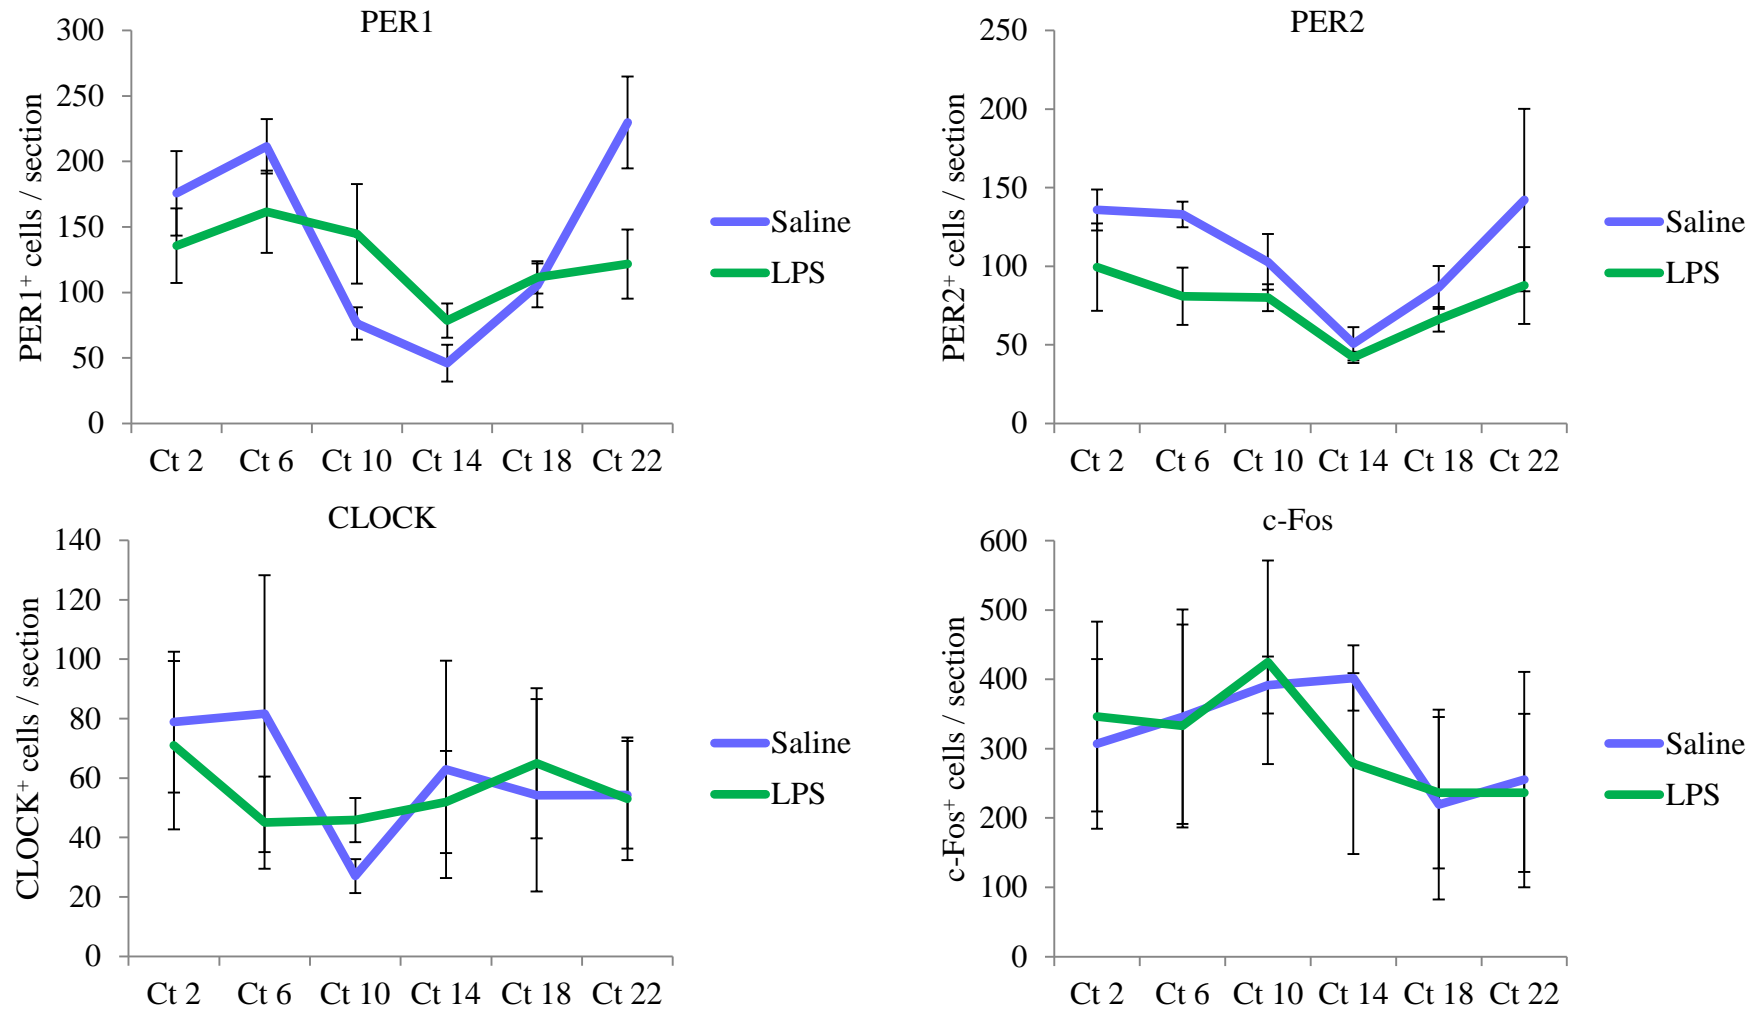 PER1
PER1⁺ cells / section
300
250
200
150
100
50
0
Ct 2 Ct 6 Ct 10 Ct 14 Ct 18 Ct 22
Saline
LPS
PER2
PER2⁺ cells / section
250
200
150
100
50
0
Ct 2 Ct 6 Ct 10 Ct 14 Ct 18 Ct 22
Saline
LPS
CLOCK
CLOCK⁺ cells / section
140
120
100
80
60
40
20
0
Ct 2 Ct 6 Ct 10 Ct 14 Ct 18 Ct 22
Saline
LPS
c-Fos
c-Fos⁺ cells / section
600
500
400
300
200
100
0
Ct 2 Ct 6 Ct 10 Ct 14 Ct 18 Ct 22
Saline
LPS